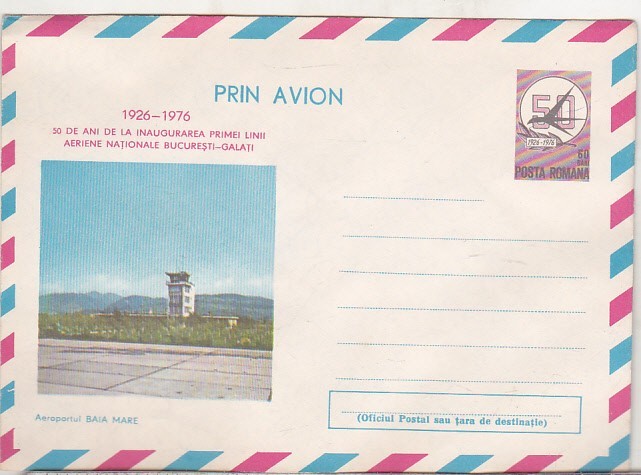 PRIN AVION
1926–1976
50 DE ANI DE LA INAUGURAREA PRIMEI LINII
AERIENE NAȚIONALE BUCUREȘTI–GALAȚI
50
1926-1976
60
BANI
POSTA ROMANA
Aeroportul BAIA MARE
(Oficiul Postal sau țara de destinație)